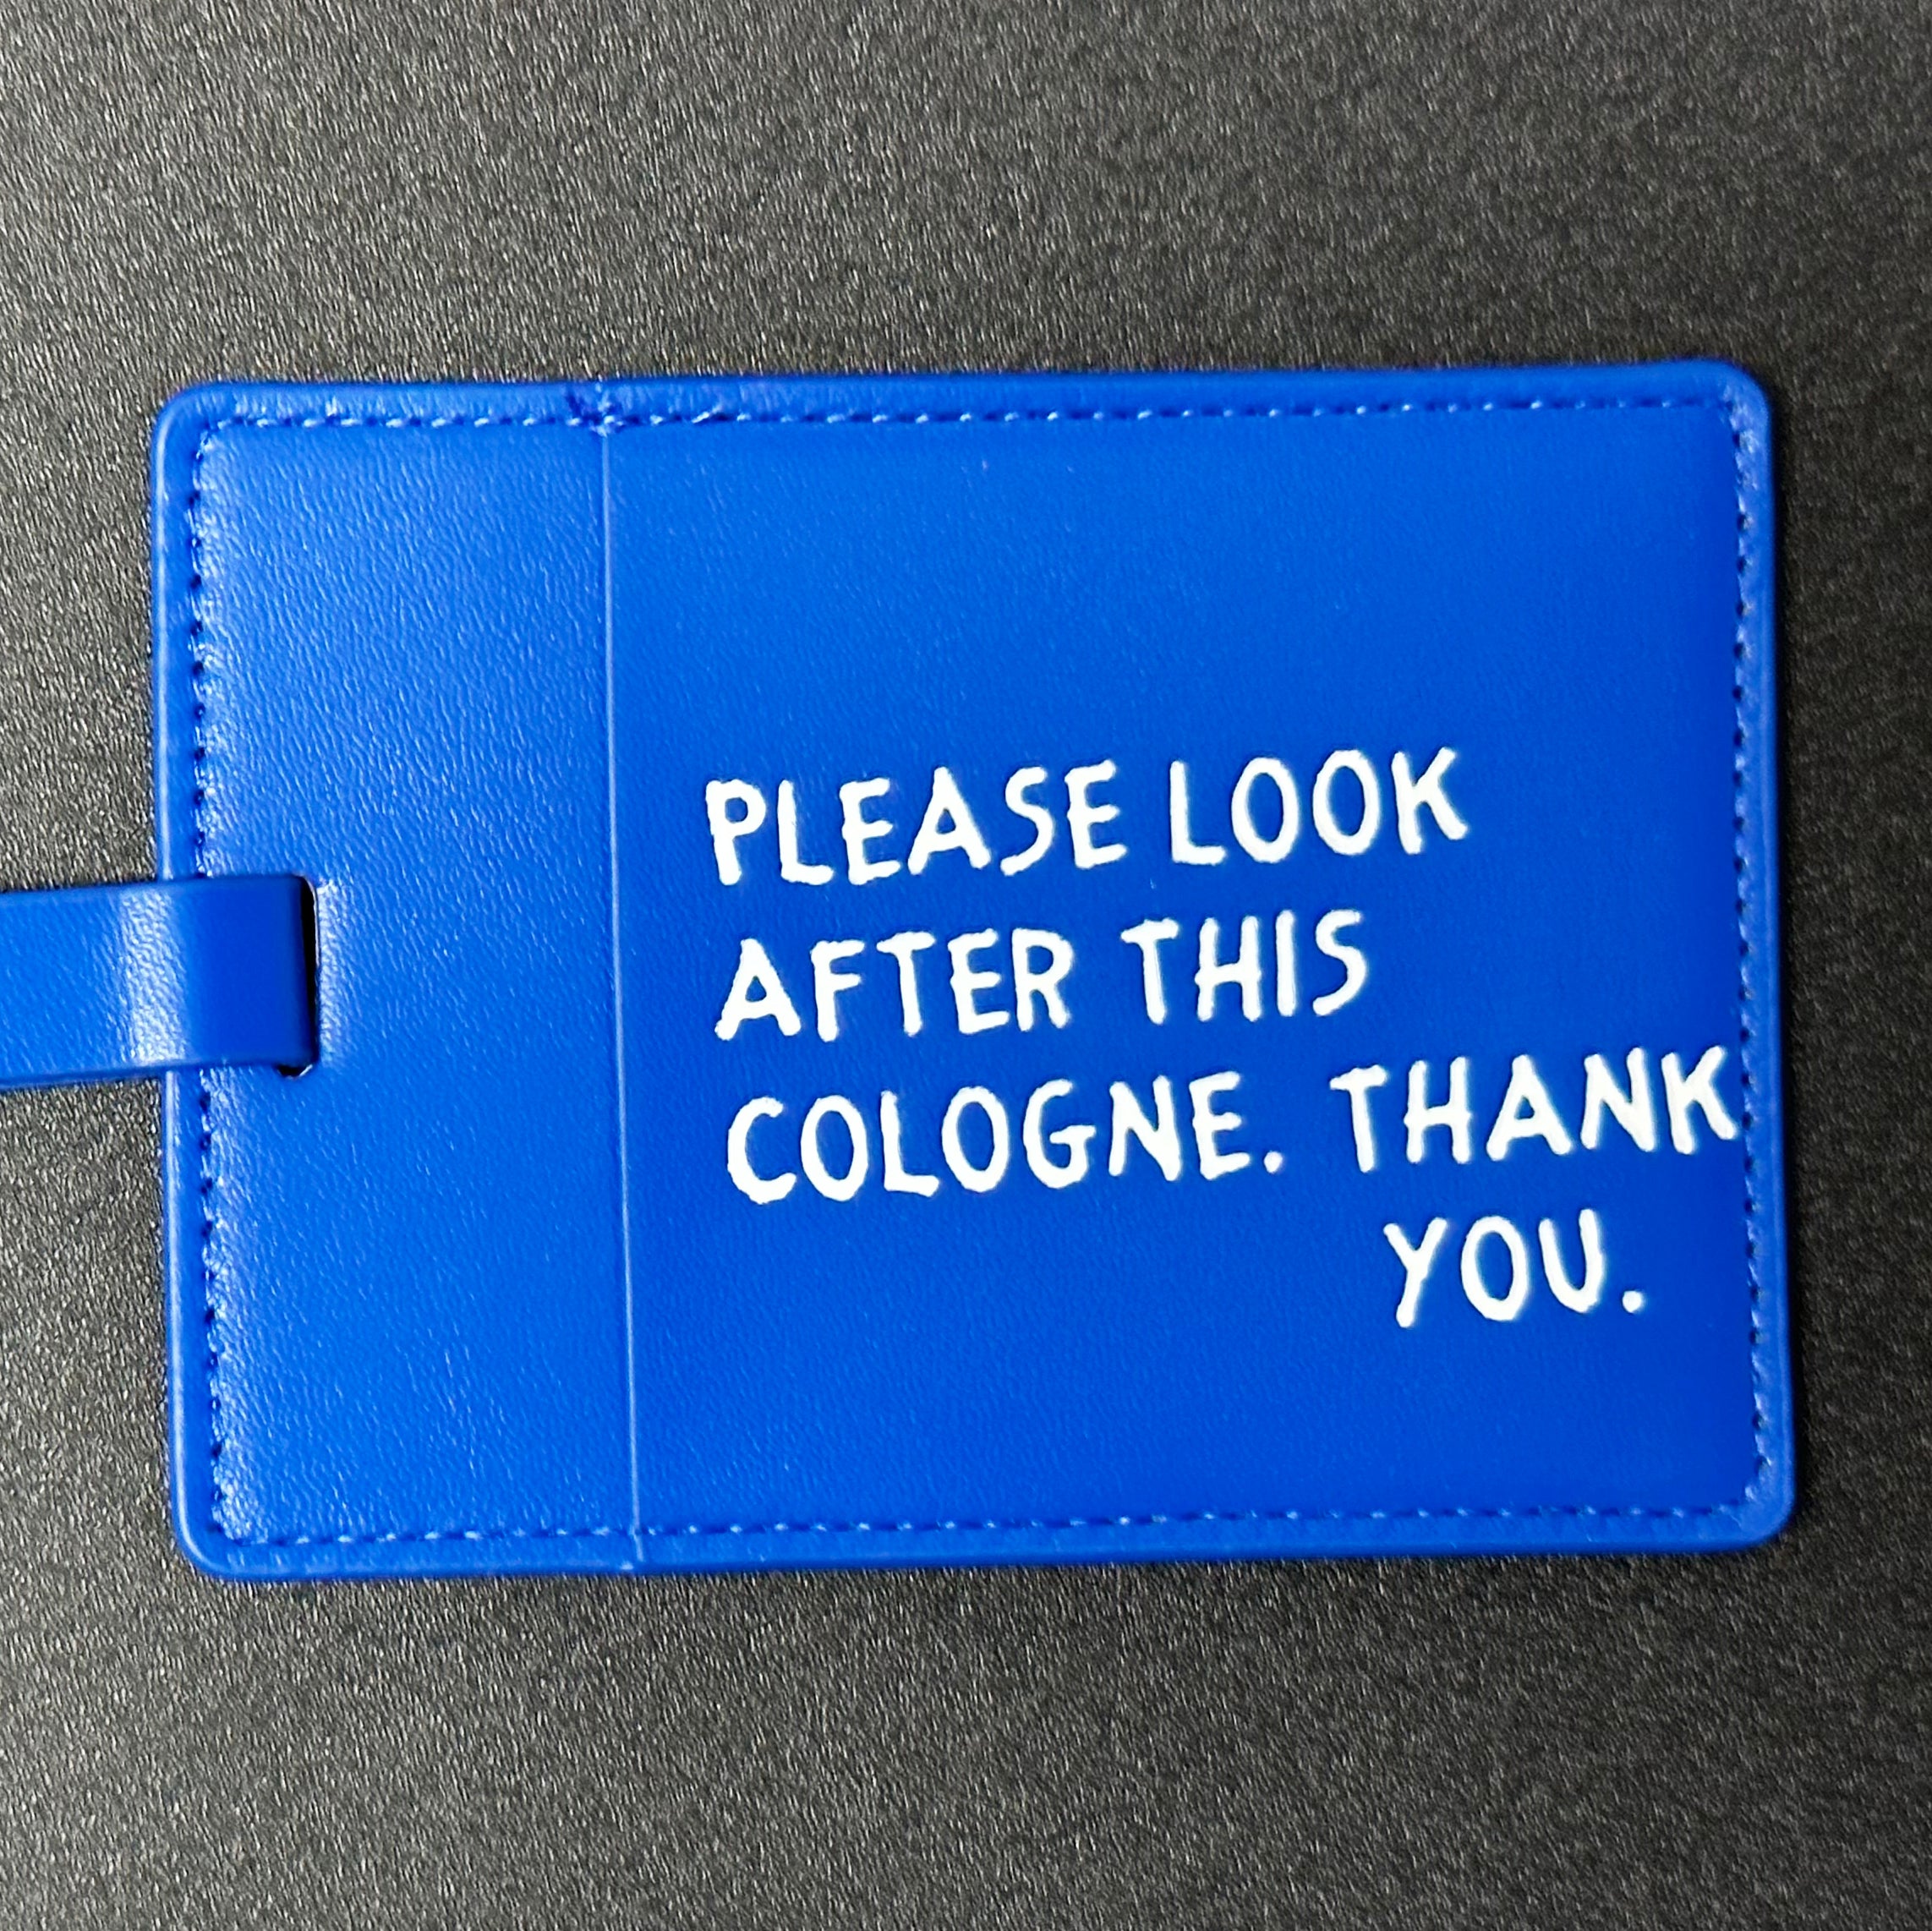 PLEASE LOOK
AFTER THIS
COLOGNE. THANK
YOU.